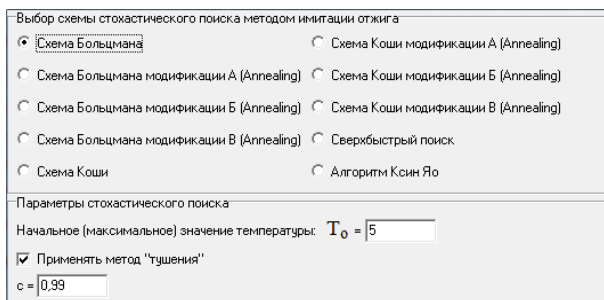 Выбор схемы стохастического поиска методом имитации отжига
Схема Больцмана
Схема Коши модификации А (Annealing)
Схема Больцмана модификации А (Annealing)
Схема Коши модификации Б (Annealing)
Схема Больцмана модификации Б (Annealing)
Схема Коши модификации В (Annealing)
Схема Больцмана модификации В (Annealing)
Сверхбыстрый поиск
Схема Коши
Алгоритм Ксин Яо
Параметры стохастического поиска
Начальное (максимальное) значение температуры: T₀ = 5
Применять метод "тушения"
c = 0,99